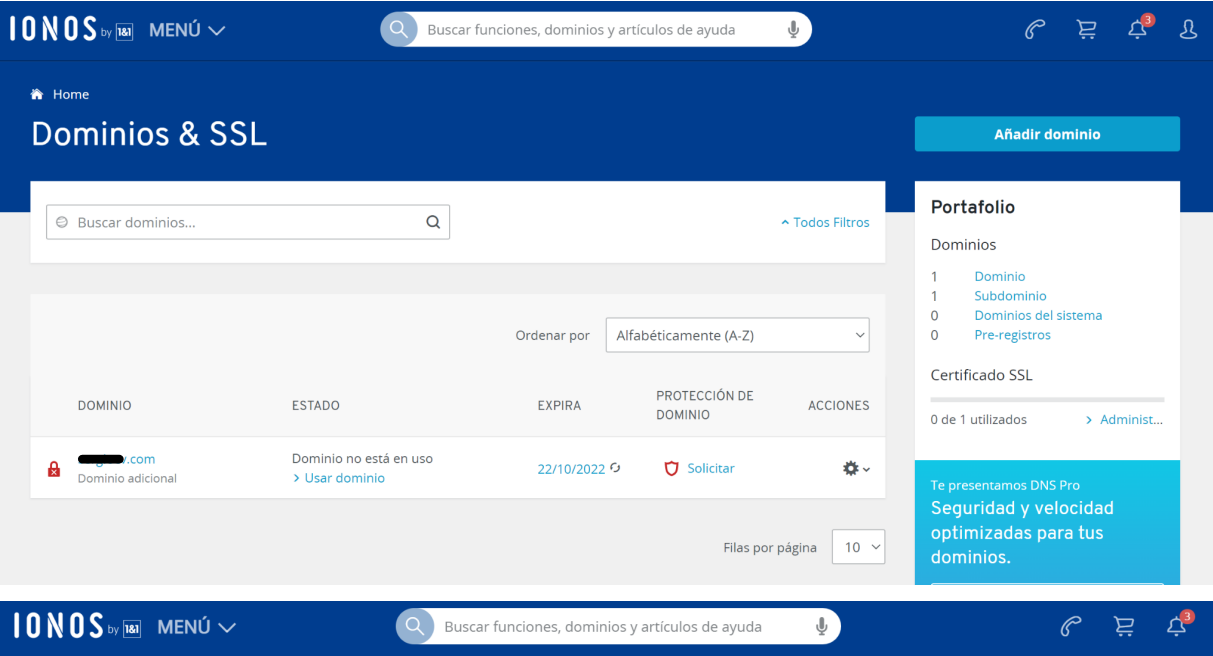 IONOS by 1&1 MENÚ Buscar funciones, dominios y artículos de ayuda 3
Home
Dominios & SSL
Añadir dominio
Buscar dominios...
Todos Filtros
Ordenar por Alfabéticamente (A-Z)
DOMINIO ESTADO EXPIRA PROTECCIÓN DE DOMINIO ACCIONES
.com
Dominio adicional
Dominio no está en uso
> Usar dominio
22/10/2022
Solicitar
Filas por página 10
Portafolio
Dominios
1 Dominio
1 Subdominio
0 Dominios del sistema
0 Pre-registros
Certificado SSL
0 de 1 utilizados > Administ...
Te presentamos DNS Pro
Seguridad y velocidad
optimizadas para tus
dominios.
IONOS by 1&1 MENÚ Buscar funciones, dominios y artículos de ayuda 3